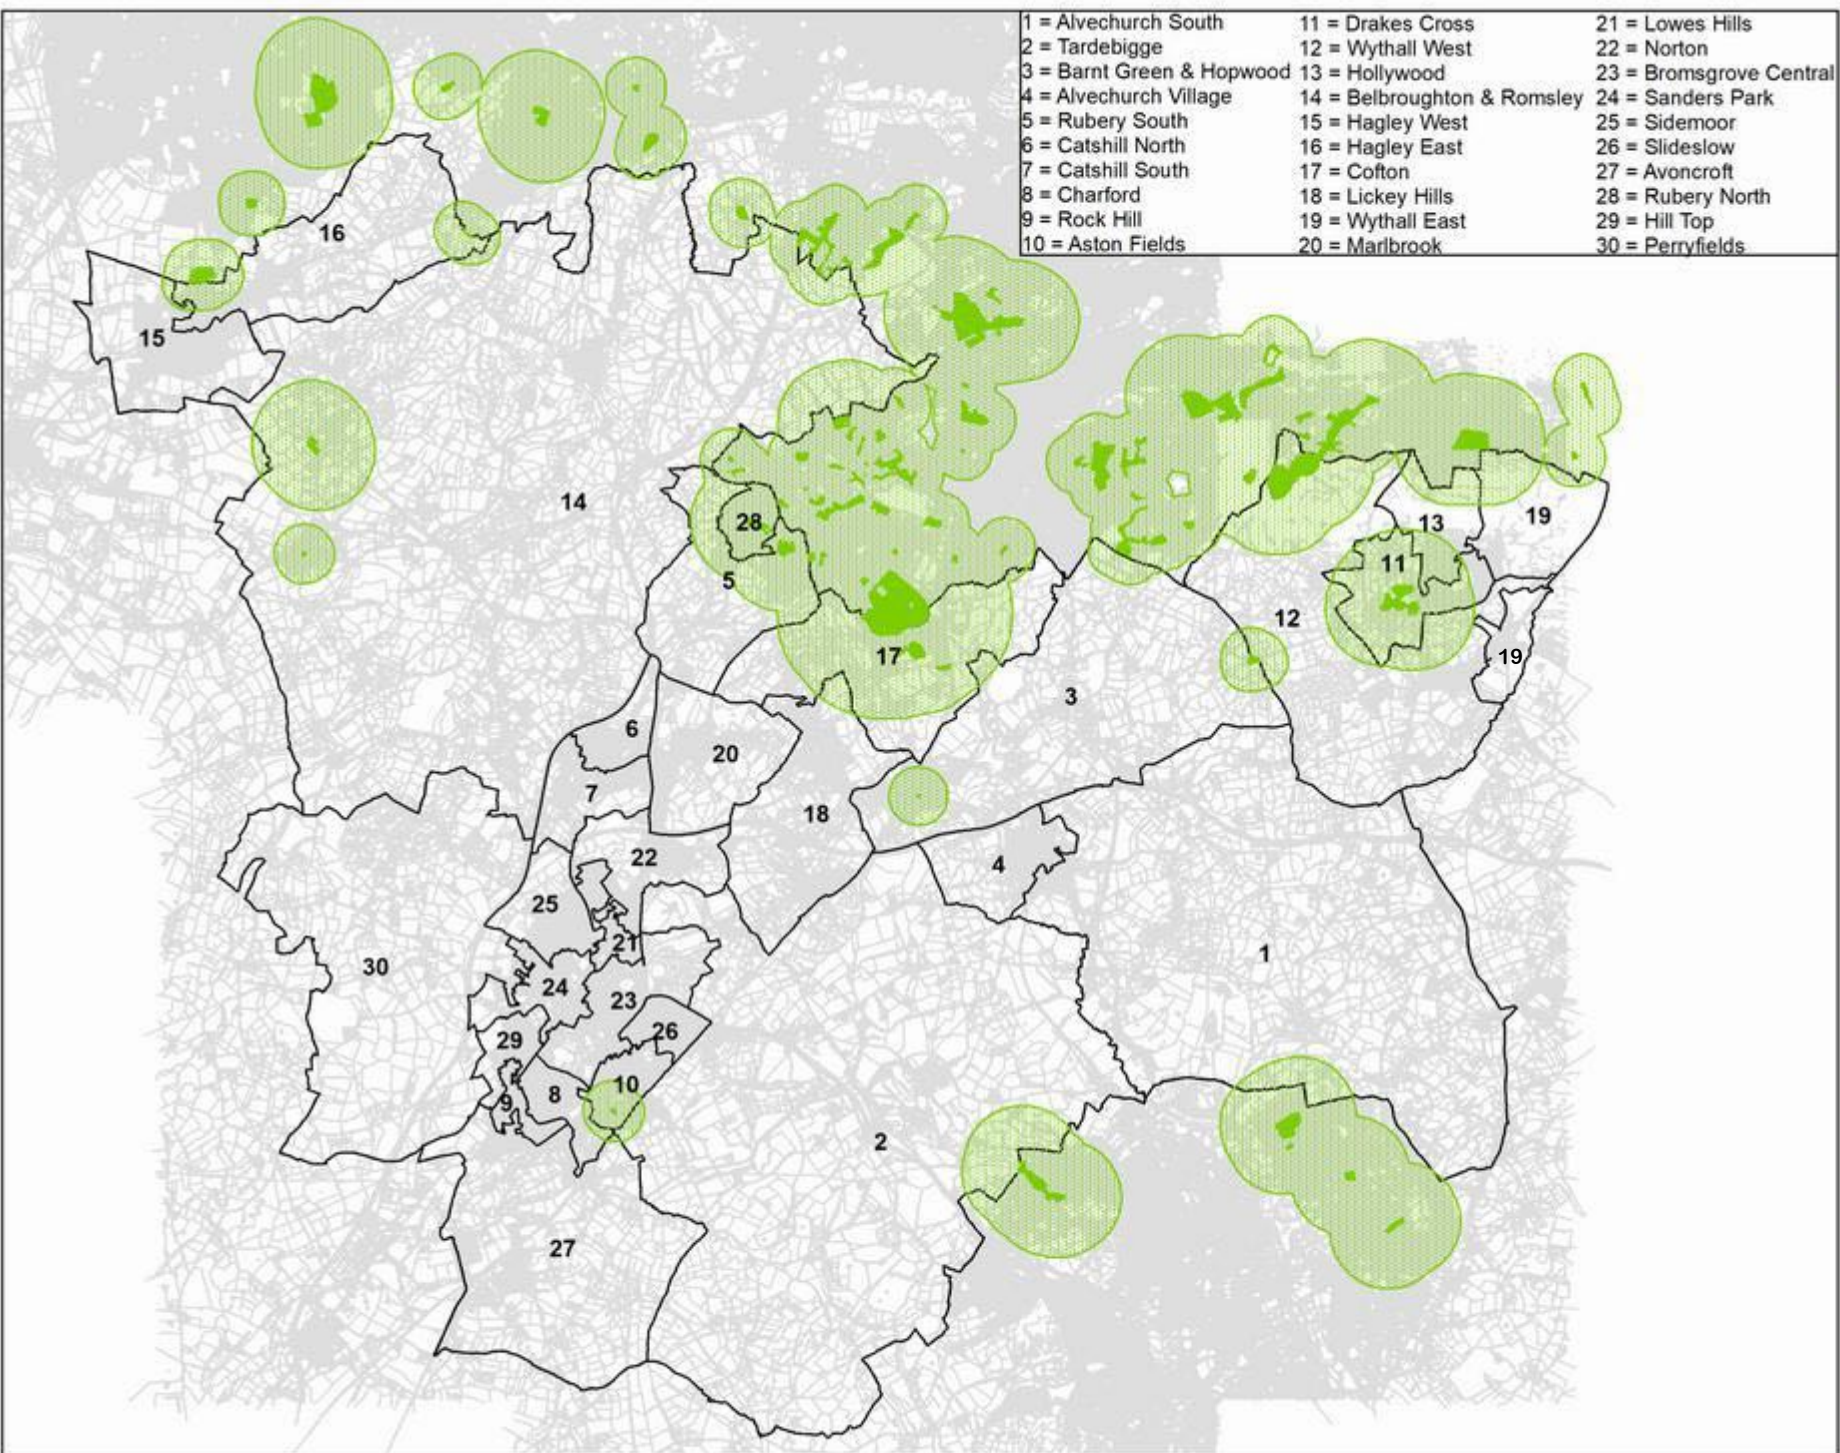 1 = Alvechurch South
2 = Tardebigge
3 = Barnt Green & Hopwood
4 = Alvechurch Village
5 = Rubery South
6 = Catshill North
7 = Catshill South
8 = Charford
9 = Rock Hill
10 = Aston Fields
11 = Drakes Cross
12 = Wythall West
13 = Hollywood
14 = Belbroughton & Romsley
15 = Hagley West
16 = Hagley East
17 = Cofton
18 = Lickey Hills
19 = Wythall East
20 = Marlbrook
21 = Lowes Hills
22 = Norton
23 = Bromsgrove Central
24 = Sanders Park
25 = Sidemoor
26 = Slideslow
27 = Avoncroft
28 = Rubery North
29 = Hill Top
30 = Perryfields
16
15
14
28
13
19
11
5
12
17
19
3
6
20
7
18
22
4
25
21
1
30
24
23
26
29
10
8
9
2
27